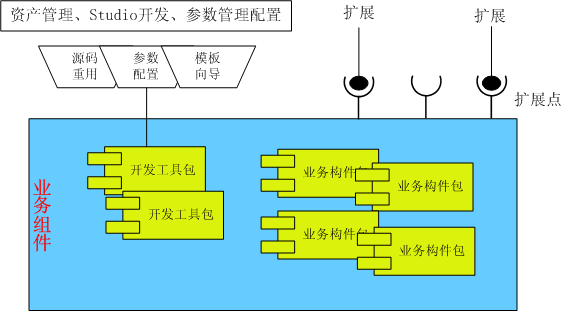 资产管理、Studio开发、参数管理配置
扩展
扩展
源码
重用
参数
配置
模板
向导
扩展点
业务组件
开发工具包
开发工具包
业务构件包
业务构件包
业务构件包
业务构件包